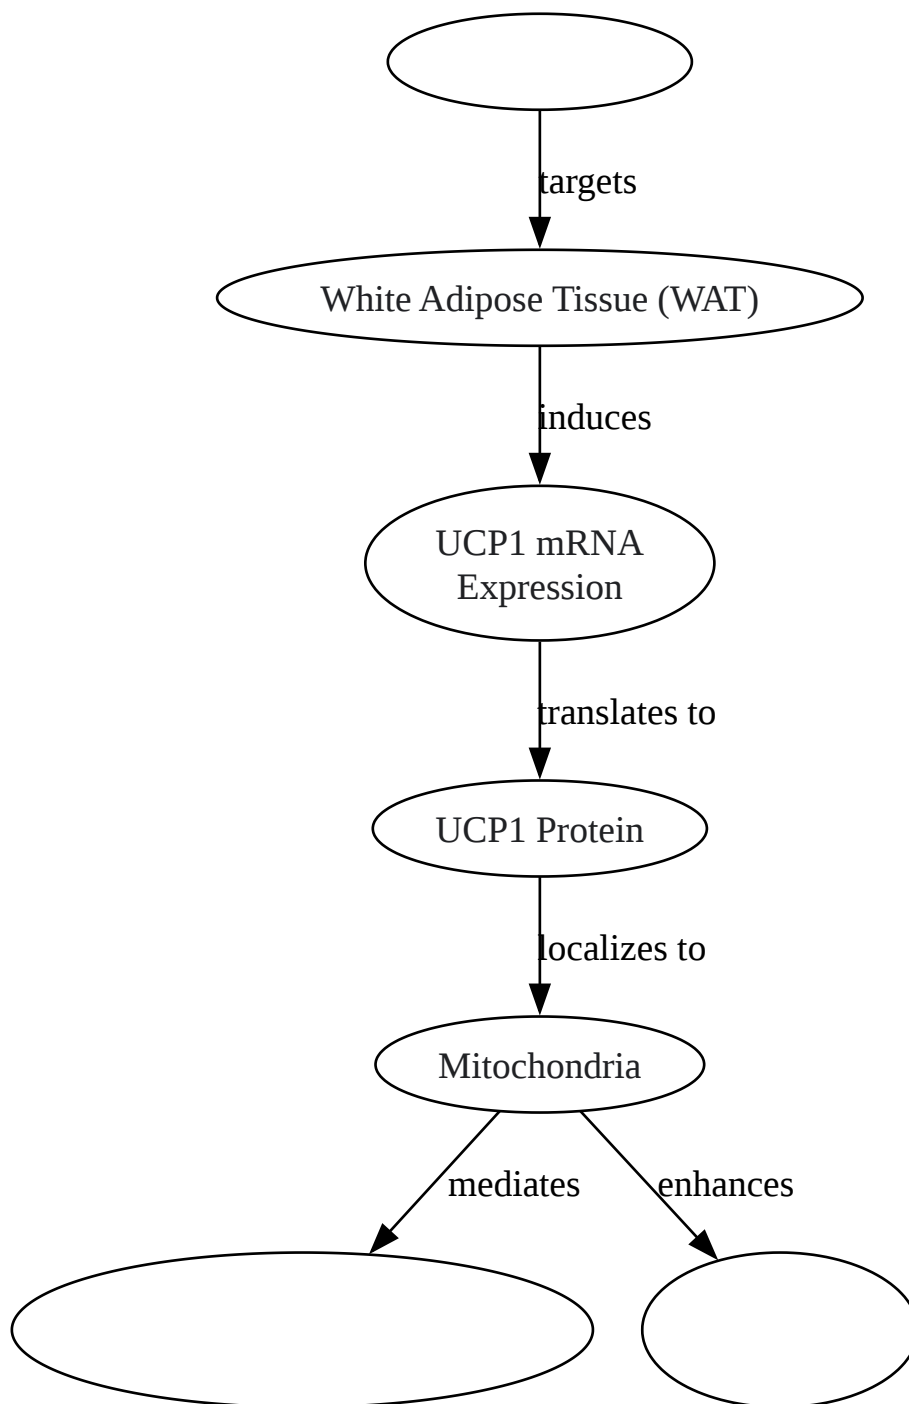 targets
White Adipose Tissue (WAT)
induces
UCP1 mRNA
Expression
translates to
UCP1 Protein
localizes to
Mitochondria
mediates
enhances